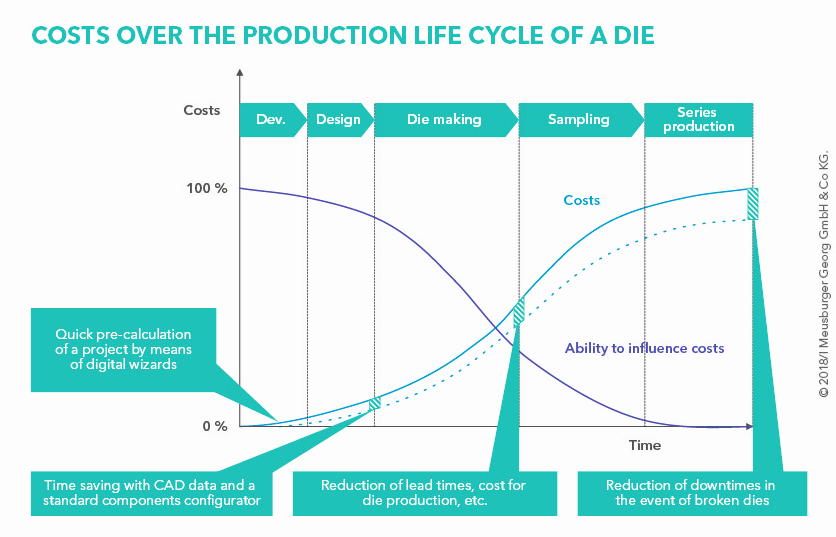 COSTS OVER THE PRODUCTION LIFE CYCLE OF A DIE
Costs
Dev.
Design
Die making
Sampling
Series
production
100 %
Costs
Quick pre-calculation
of a project by means
of digital wizards
Ability to influence costs
0 %
Time
Time saving with CAD data and a
standard components configurator
Reduction of lead times, cost for
die production, etc.
Reduction of downtimes in
the event of broken dies
© 2018/I Meusburger Georg GmbH & Co KG.